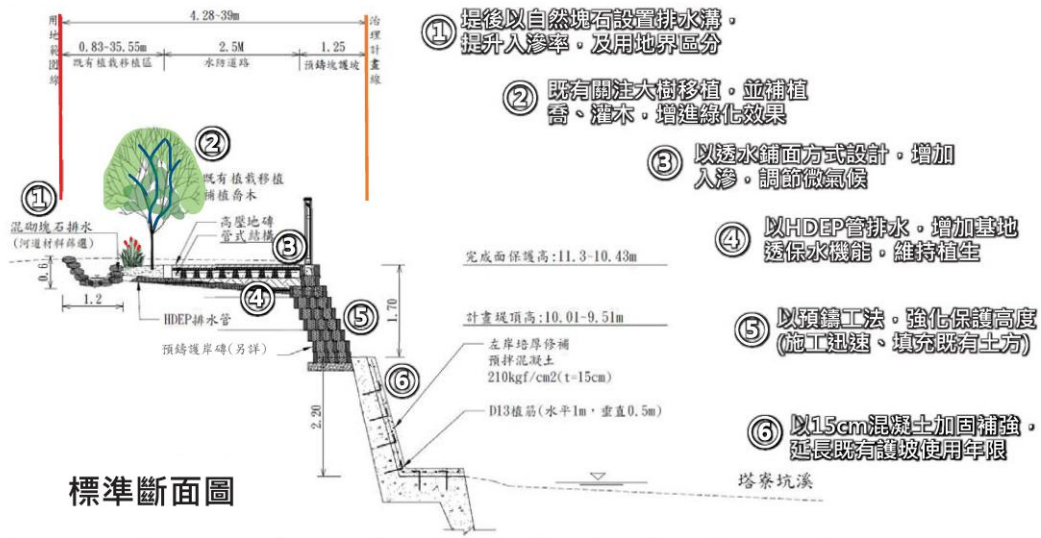 4.28-39m
用地範圍線
治理計畫線
0.83-35.55m
2.5M
1.25
既有植栽移植區
水防道路
預鑄塊護坡
②
既有植栽移植
補植喬木
①
混砌塊石排水
(河道材料篩選)
高壓地磚
管式結構
③
0.6
1.2
④
HDEP排水管
預鑄護岸磚(另詳)
⑤
1.70
⑥
2.20
完成面保護高:11.3-10.43m
計畫堤頂高:10.01-9.51m
左岸培厚修補
預拌混凝土
210kgf/cm2(t=15cm)
D13植筋(水平1m,垂直0.5m)
塔寮坑溪
標準斷面圖
① 堤後以自然塊石設置排水溝,
提升入滲率,及用地界區分
② 既有關注大樹移植,並補植
喬、灌木,增進綠化效果
③ 以透水鋪面方式設計,增加
入滲,調節微氣候
④ 以HDEP管排水,增加基地
透保水機能,維持植生
⑤ 以預鑄工法,強化保護高度
(施工迅速、填充既有土方)
⑥ 以15cm混凝土加固補強,
延長既有護坡使用年限